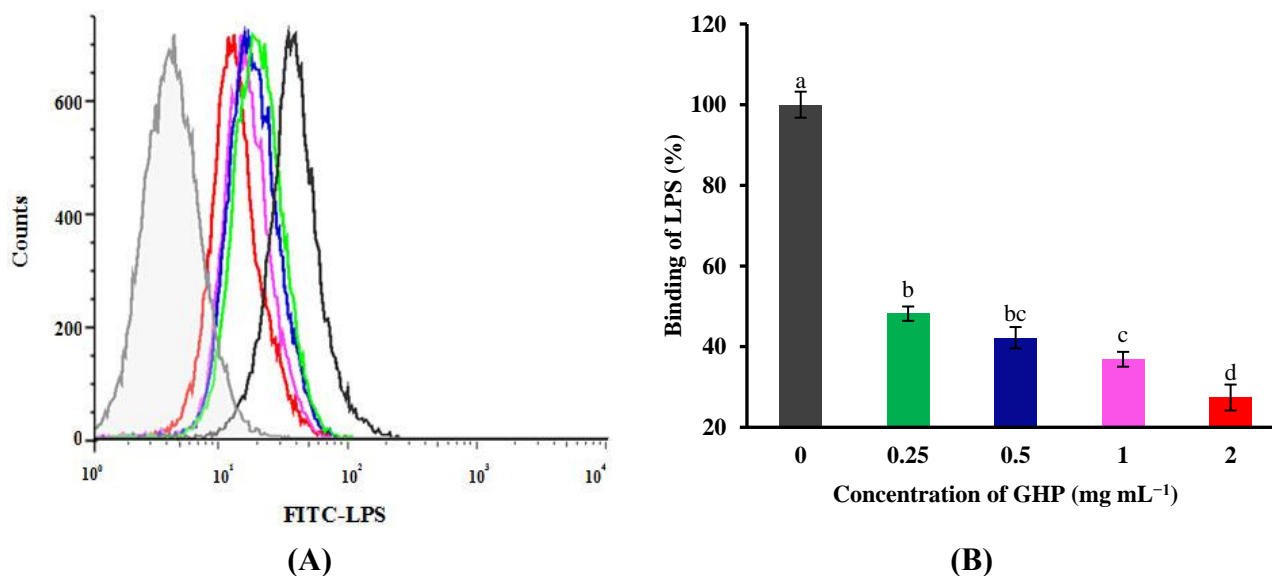 Counts
600
400
200
0
10⁰
10¹
10²
10³
10⁴
FITC-LPS
(A)
Binding of LPS (%)
120
100
80
60
40
20
a
b
bc
c
d
0 0.25 0.5 1 2
Concentration of GHP (mg mL⁻¹)
(B)